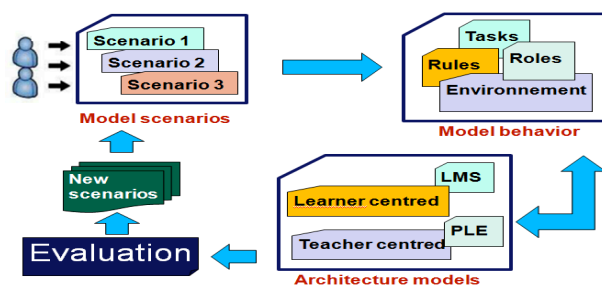 Scenario 1
Scenario 2
Scenario 3
Model scenarios
Tasks
Rules
Roles
Environnement
Model behavior
New
scenarios
LMS
Learner centred
PLE
Teacher centred
Architecture models
Evaluation